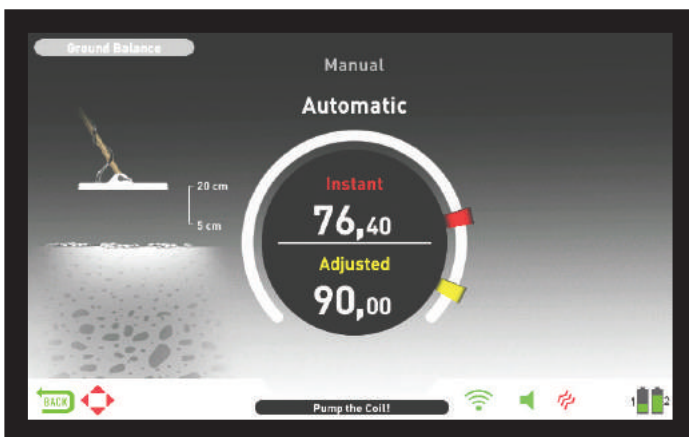 Ground Balance
Manual
Automatic
20 cm
5 cm
Instant
76,40
Adjusted
90,00
BACK
Pump the Coil!
1 2